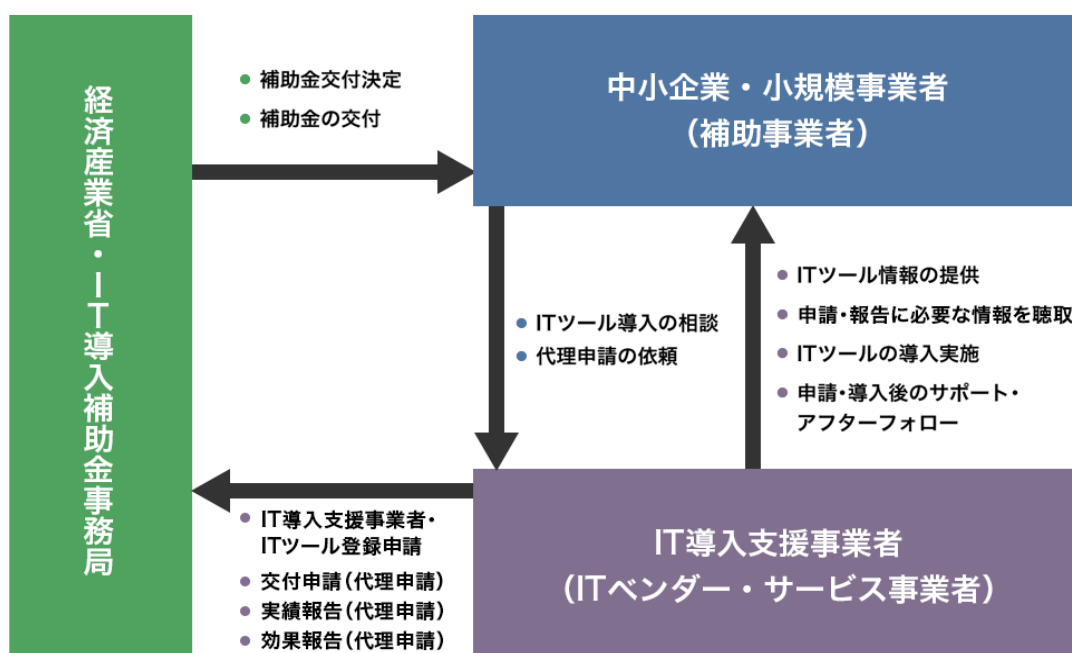 経済産業省・IT導入補助金事務局
● 補助金交付決定
● 補助金の交付
中小企業・小規模事業者
（補助事業者）
● ITツール導入の相談
● 代理申請の依頼
● ITツール情報の提供
● 申請・報告に必要な情報を聴取
● ITツールの導入実施
● 申請・導入後のサポート・
アフターフォロー
● IT導入支援事業者・
ITツール登録申請
● 交付申請（代理申請）
● 実績報告（代理申請）
● 効果報告（代理申請）
IT導入支援事業者
（ITベンダー・サービス事業者）